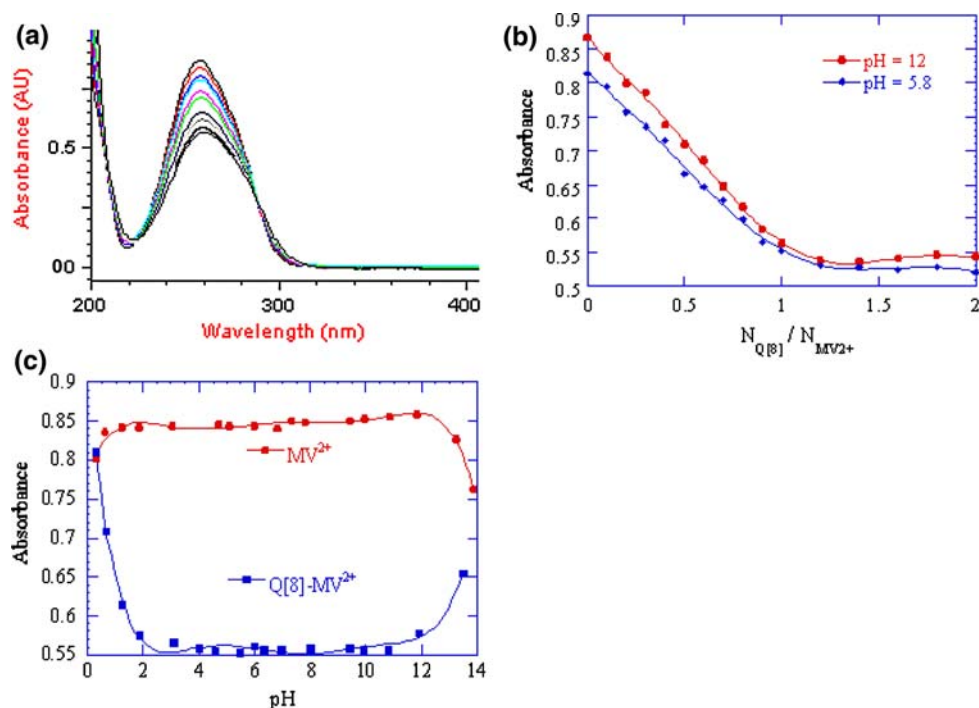 (a)
Absorbance (AU)
0.5
00
200
300
400
Wavelength (nm)
(b)
Absorbance
0.9
0.85
0.8
0.75
0.7
0.65
0.6
0.55
0.5
pH = 12
pH = 5.8
0
0.5
1
1.5
2
N Q[8] / N MV2+
(c)
Absorbance
0.9
0.85
0.8
0.75
0.7
0.65
0.6
0.55
MV2+
Q[8]-MV2+
0 2 4 6 8 10 12 14
pH